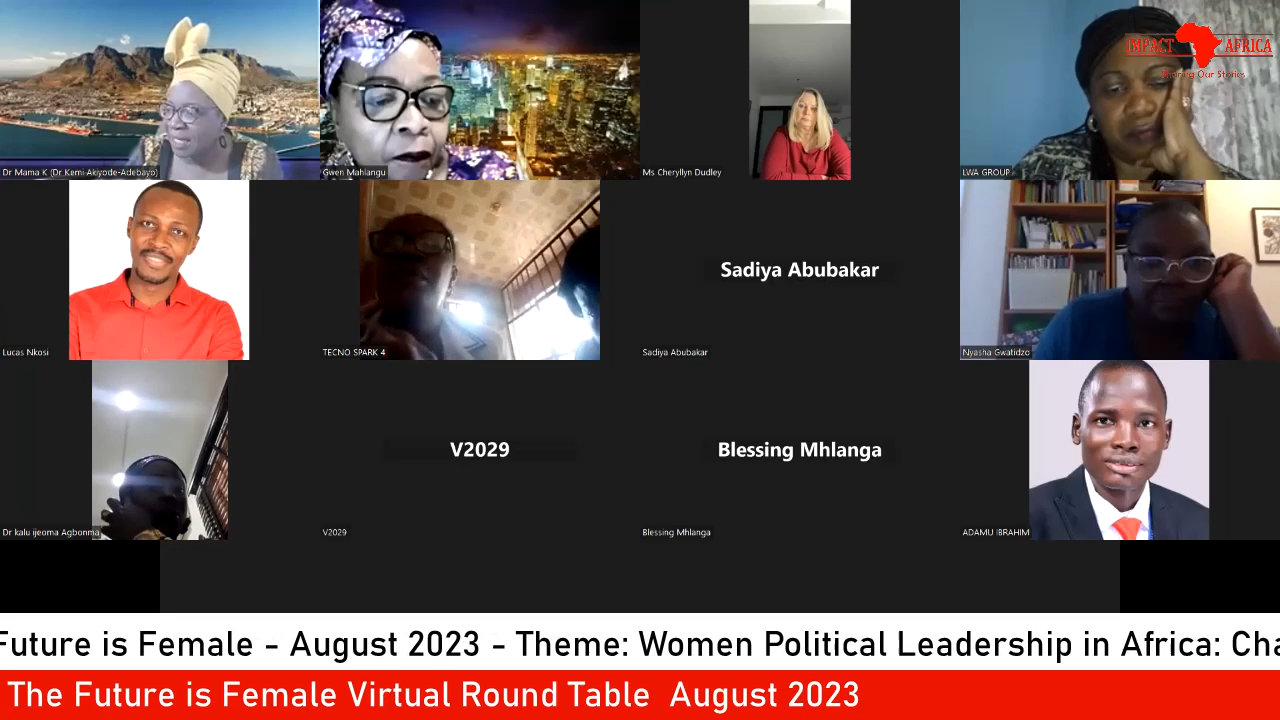 IMPACT AFRICA
Sharing Our Stories
Dr Mama K (Dr Kemi Akiyode-Adebayo)
Gwen Mahlangu
Ms Cheryllyn Dudley
LWA GROUP
Lucas Nkosi
TECNO SPARK 4
Sadiya Abubakar
Sadiya Abubakar
Nyasha Gwatidzo
Dr kalu ijeoma Agbonma
V2029
V2029
Blessing Mhlanga
Blessing Mhlanga
ADAMU IBRAHIM
Future is Female - August 2023 - Theme: Women Political Leadership in Africa: Cha
The Future is Female Virtual Round Table August 2023